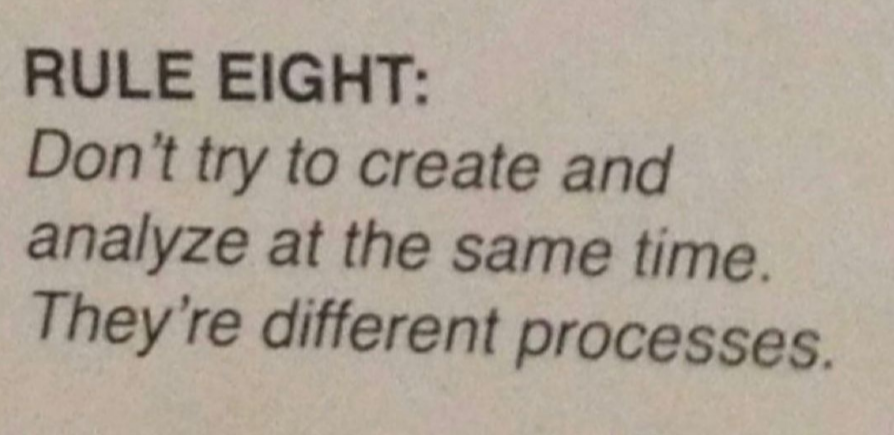 RULE EIGHT:
Don't try to create and
analyze at the same time.
They're different processes.